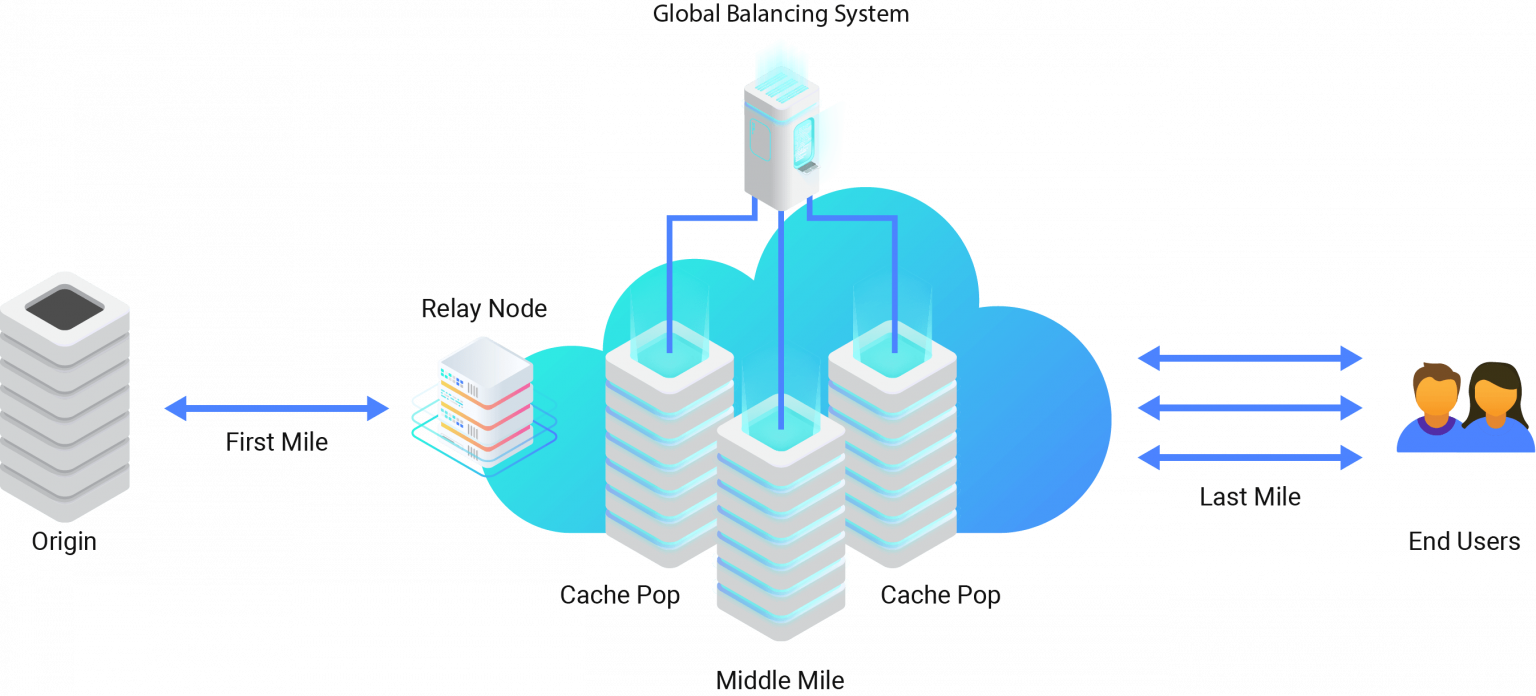 Global Balancing System
Relay Node
First Mile
Origin
Last Mile
End Users
Cache Pop
Cache Pop
Middle Mile